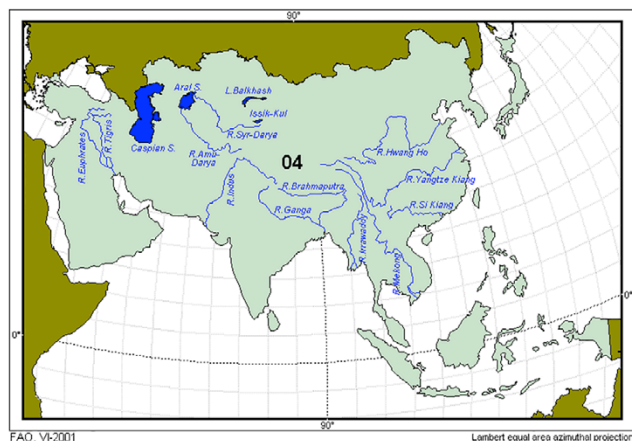 90°
Aral S.
L.Balkhash
Issik-Kul
R.Syr-Darya
Caspian S.
R.Tigris
R.Euphrates
R.Amu-
Darya
R.Indus
04
R.Hwang Ho
R.Yangtze Kiang
R.Brahmaputra
R.Ganga
R.Si Kiang
R.Irrawaddy
R.Mekong
0°
0°
90°
FAO, VI-2001
Lambert equal area azimuthal projection